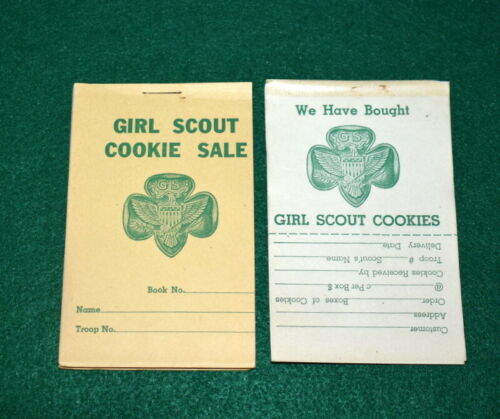 GIRL SCOUT
COOKIE SALE
GS
Book No.
Name
Troop No.
We Have Bought
GS
GIRL SCOUT COOKIES
Customer
Address
Order Boxes of Cookies
@ c Per Box $
Cookies Received by
Troop # Scout's Name
Delivery Date